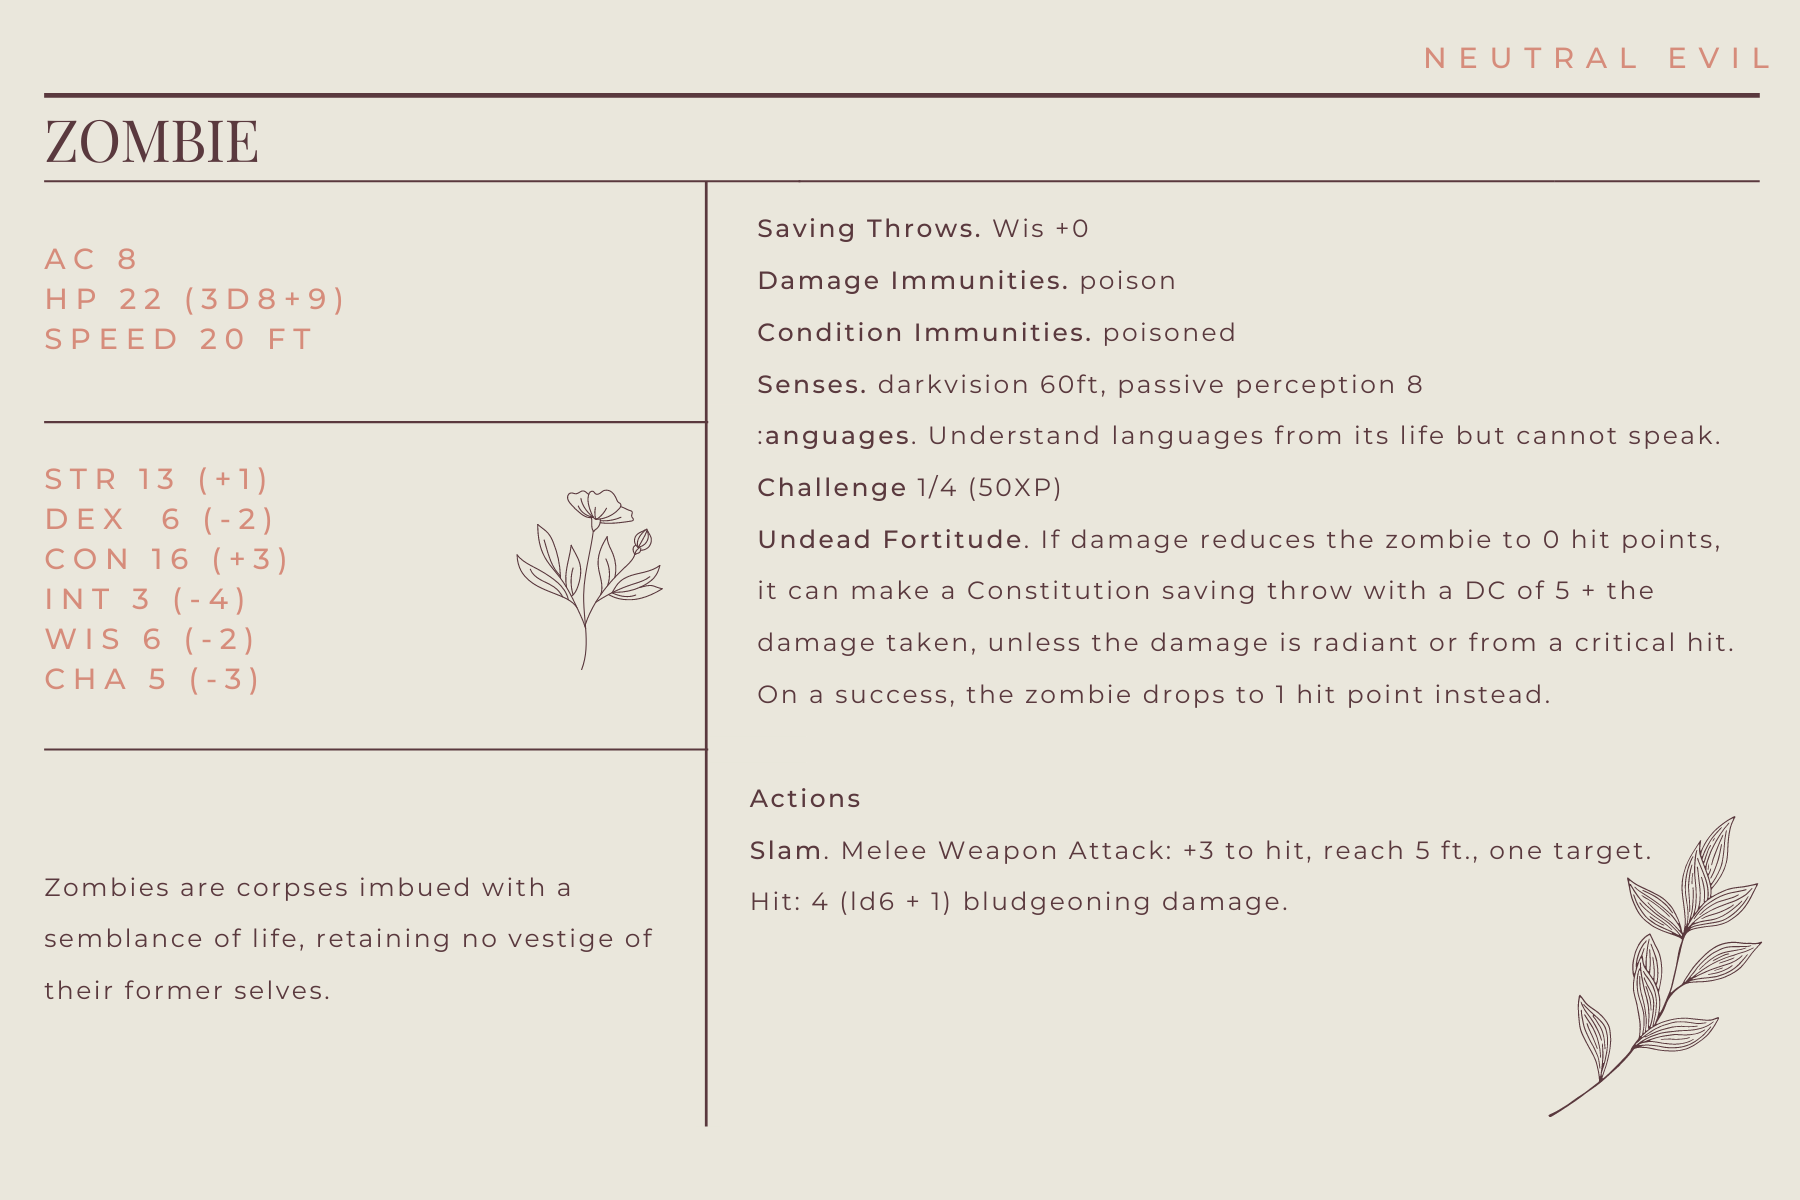 NEUTRAL EVIL
ZOMBIE
AC 8
HP 22 (3D8+9)
SPEED 20 FT
STR 13 (+1)
DEX  6 (-2)
CON 16 (+3)
INT 3 (-4)
WIS 6 (-2)
CHA 5 (-3)
Zombies are corpses imbued with a
semblance of life, retaining no vestige of
their former selves.
Saving Throws. Wis +0
Damage Immunities. poison
Condition Immunities. poisoned
Senses. darkvision 60ft, passive perception 8
:anguages. Understand languages from its life but cannot speak.
Challenge 1/4 (50XP)
Undead Fortitude. If damage reduces the zombie to 0 hit points,
it can make a Constitution saving throw with a DC of 5 + the
damage taken, unless the damage is radiant or from a critical hit.
On a success, the zombie drops to 1 hit point instead.
Actions
Slam. Melee Weapon Attack: +3 to hit, reach 5 ft., one target.
Hit: 4 (ld6 + 1) bludgeoning damage.